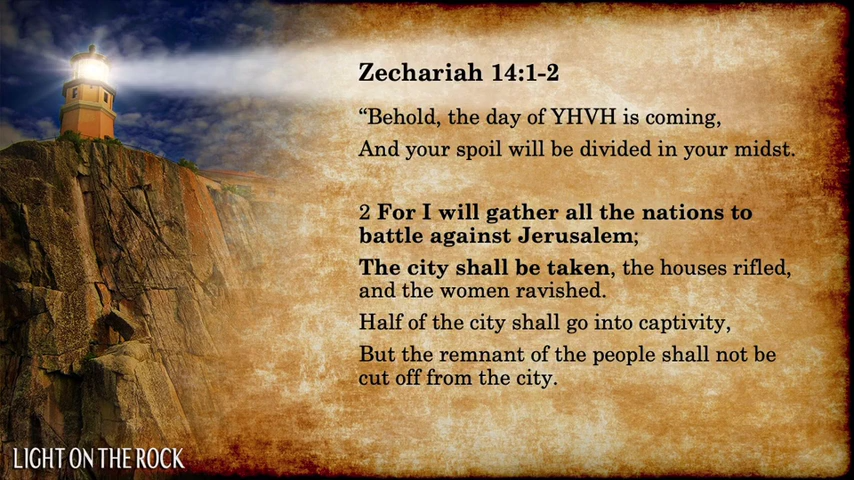 Zechariah 14:1-2
“Behold, the day of YHVH is coming,
And your spoil will be divided in your midst.
2 For I will gather all the nations to
battle against Jerusalem;
The city shall be taken, the houses rifled,
and the women ravished.
Half of the city shall go into captivity,
But the remnant of the people shall not be
cut off from the city.
LIGHT ON THE ROCK